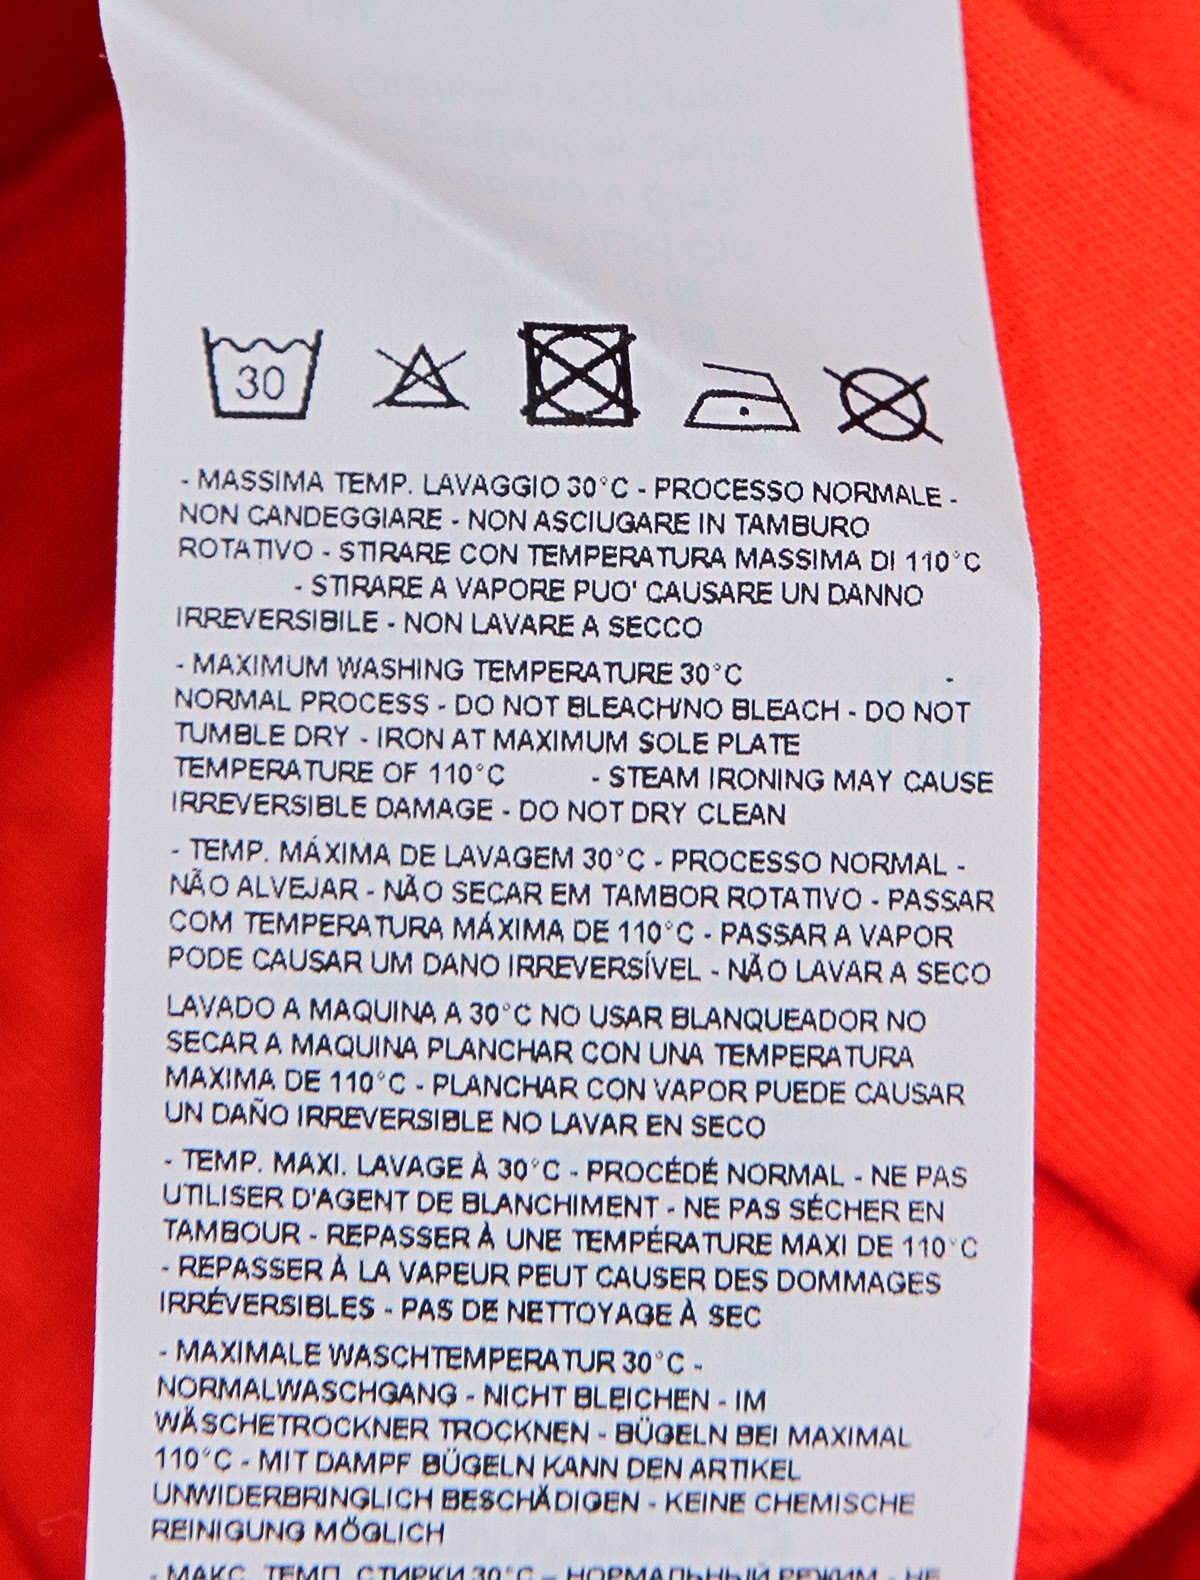 30
- MASSIMA TEMP. LAVAGGIO 30°C - PROCESSO NORMALE -
NON CANDEGGIARE - NON ASCIUGARE IN TAMBURO
ROTATIVO - STIRARE CON TEMPERATURA MASSIMA DI 110°C
- STIRARE A VAPORE PUO' CAUSARE UN DANNO
IRREVERSIBILE - NON LAVARE A SECCO
- MAXIMUM WASHING TEMPERATURE 30°C -
NORMAL PROCESS - DO NOT BLEACH/NO BLEACH - DO NOT
TUMBLE DRY - IRON AT MAXIMUM SOLE PLATE
TEMPERATURE OF 110°C - STEAM IRONING MAY CAUSE
IRREVERSIBLE DAMAGE - DO NOT DRY CLEAN
- TEMP. MÁXIMA DE LAVAGEM 30°C - PROCESSO NORMAL -
NÃO ALVEJAR - NÃO SECAR EM TAMBOR ROTATIVO - PASSAR
COM TEMPERATURA MÁXIMA DE 110°C - PASSAR A VAPOR
PODE CAUSAR UM DANO IRREVERSÍVEL - NÃO LAVAR A SECO
LAVADO A MAQUINA A 30°C NO USAR BLANQUEADOR NO
SECAR A MAQUINA PLANCHAR CON UNA TEMPERATURA
MAXIMA DE 110°C - PLANCHAR CON VAPOR PUEDE CAUSAR
UN DAÑO IRREVERSIBLE NO LAVAR EN SECO
- TEMP. MAXI. LAVAGE À 30°C - PROCÉDÉ NORMAL - NE PAS
UTILISER D'AGENT DE BLANCHIMENT - NE PAS SÉCHER EN
TAMBOUR - REPASSER À UNE TEMPÉRATURE MAXI DE 110°C
- REPASSER À LA VAPEUR PEUT CAUSER DES DOMMAGES
IRRÉVERSIBLES - PAS DE NETTOYAGE À SEC
- MAXIMALE WASCHTEMPERATUR 30°C -
NORMALWASCHGANG - NICHT BLEICHEN - IM
WÄSCHETROCKNER TROCKNEN - BÜGELN BEI MAXIMAL
110°C - MIT DAMPF BÜGELN KANN DEN ARTIKEL
UNWIDERBRINGLICH BESCHÄDIGEN - KEINE CHEMISCHE
REINIGUNG MÖGLICH
- МАКС. ТЕМП. СТИРКИ 30°C – НОРМАЛЬНЫЙ РЕЖИМ - НЕ